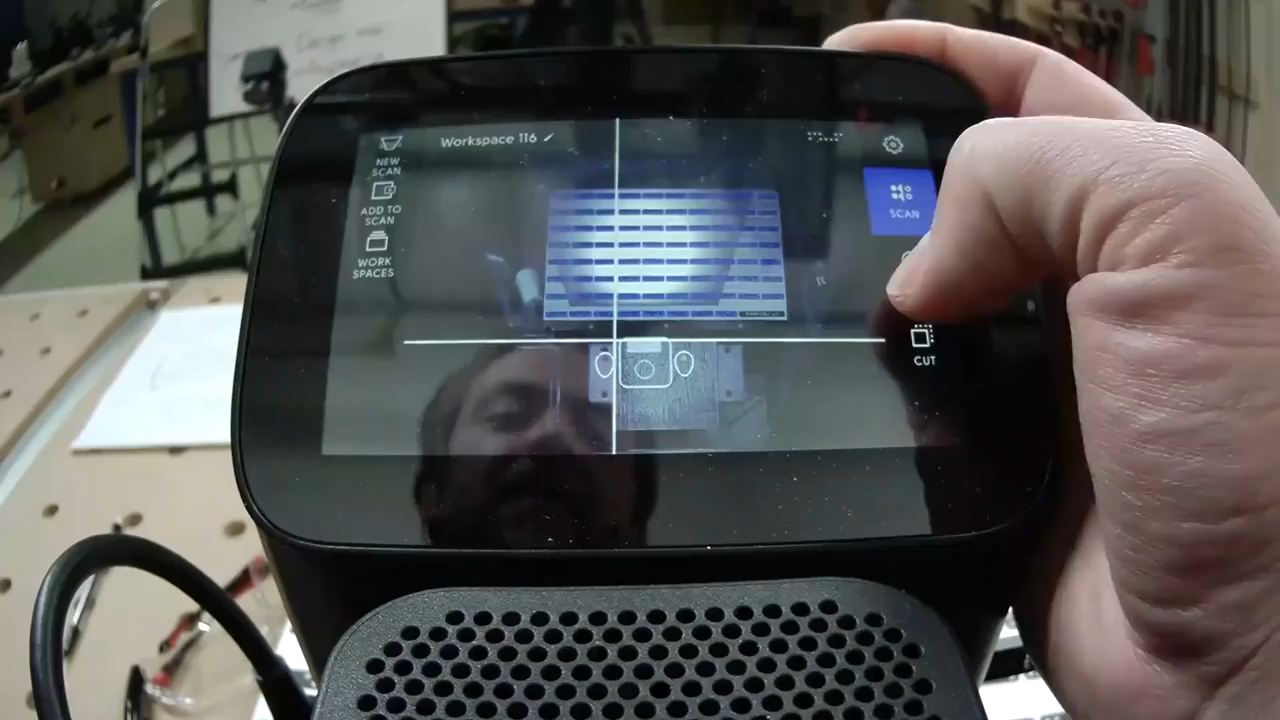 Workspace 116
NEW
SCAN
ADD TO
SCAN
WORK
SPACES
SCAN
CUT